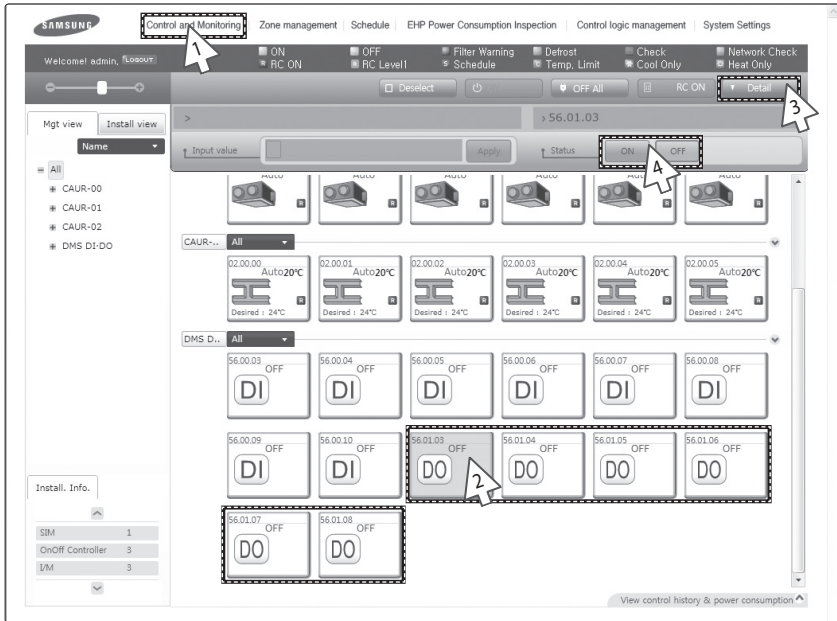 SAMSUNG
Control and Monitoring
Zone management
Schedule
EHP Power Consumption Inspection
Control logic management
System Settings
1
Welcome! admin, LOGOUT
ON
OFF
Filter Warning
Defrost
Check
Network Check
RC ON
RC Level1
Schedule
Temp. Limit
Cool Only
Heat Only
Deselect
OFF All
RC ON
Detail
3
Mgt view
Install view
Name
>
> 56.01.03
Input value
Apply
Status
ON
OFF
4
All
CAUR-00
CAUR-01
CAUR-02
DMS DI-DO
Auto
Auto
Auto
Auto
Auto
Auto
R
R
R
R
R
R
CAUR-..
All
02.00.00
Auto20℃
R
Desired : 24℃
02.00.01
Auto20℃
R
Desired : 24℃
02.00.02
Auto20℃
R
Desired : 24℃
02.00.03
Auto20℃
R
Desired : 24℃
02.00.04
Auto20℃
R
Desired : 24℃
02.00.05
Auto20℃
R
Desired : 24℃
DMS D..
All
56.00.03
OFF
DI
56.00.04
OFF
DI
56.00.05
OFF
DI
56.00.06
OFF
DI
56.00.07
OFF
DI
56.00.08
OFF
DI
56.00.09
OFF
DI
56.00.10
OFF
DI
56.01.03
OFF
DO
2
56.01.04
OFF
DO
56.01.05
OFF
DO
56.01.06
OFF
DO
56.01.07
OFF
DO
56.01.08
OFF
DO
Install. Info.
SIM 1
OnOff Controller 3
I/M 3
View control history & power consumption